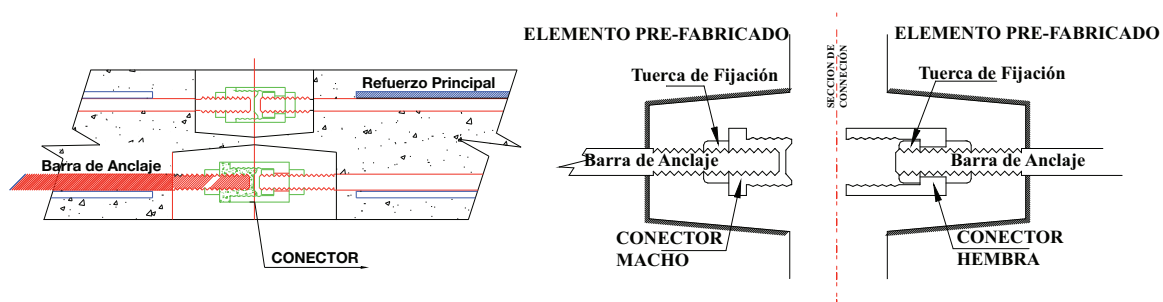 Refuerzo Principal
Barra de Anclaje
CONECTOR
ELEMENTO PRE-FABRICADO
Tuerca de Fijación
Barra de Anclaje
CONECTOR
MACHO
SECCION DE
CONNECIÓN
ELEMENTO PRE-FABRICADO
Tuerca de Fijación
Barra de Anclaje
CONECTOR
HEMBRA